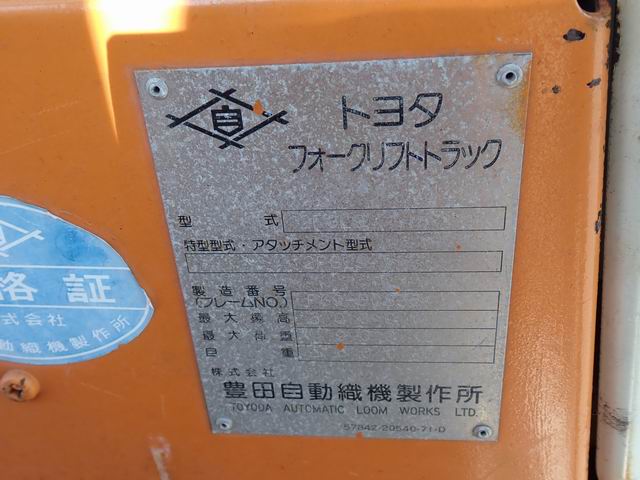 自
トヨタ
フォークリフトトラック
型 式
特型型式・アタッチメント型式
製造番号
(フレームNO.)
最大揚高
最大荷重
自重
株式会社
豊田自動織機製作所
TOYODA AUTOMATIC LOOM WORKS LTD.
57842-20540-71-D
格証
式会社
動織機製作所